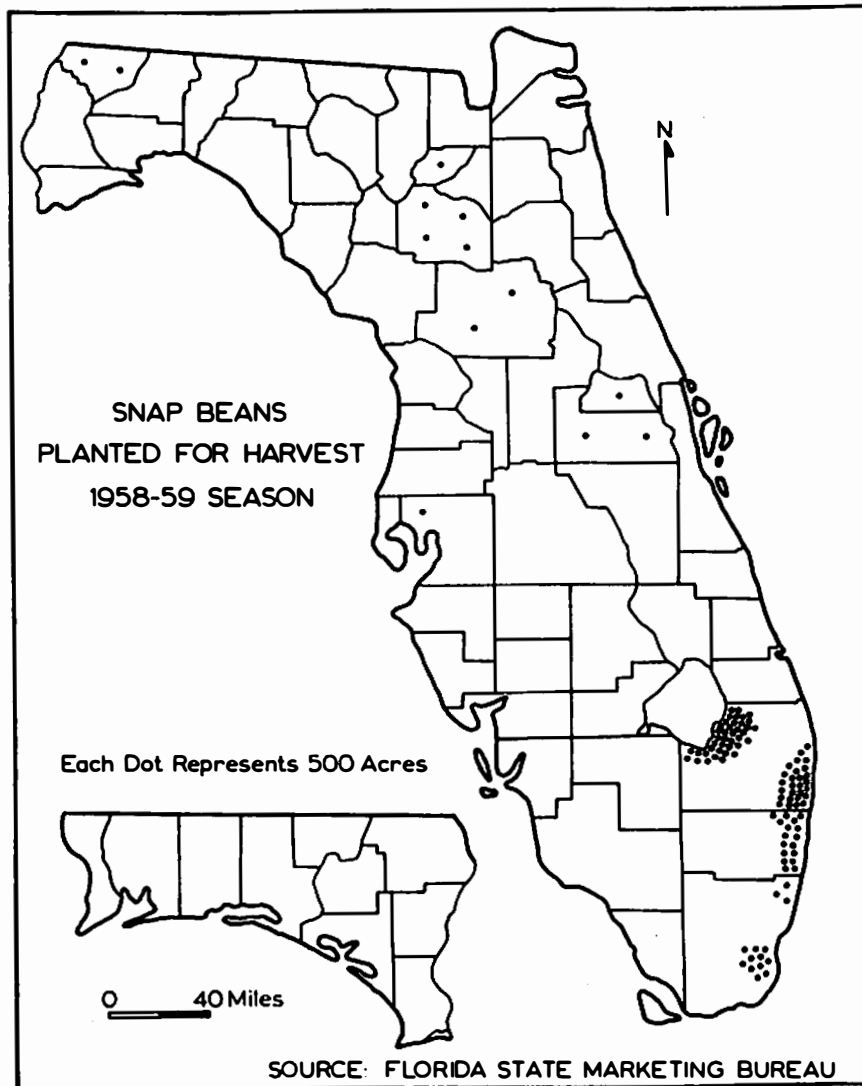 N
SNAP BEANS
PLANTED FOR HARVEST
1958-59 SEASON
Each Dot Represents 500 Acres
0 40 Miles
SOURCE: FLORIDA STATE MARKETING BUREAU